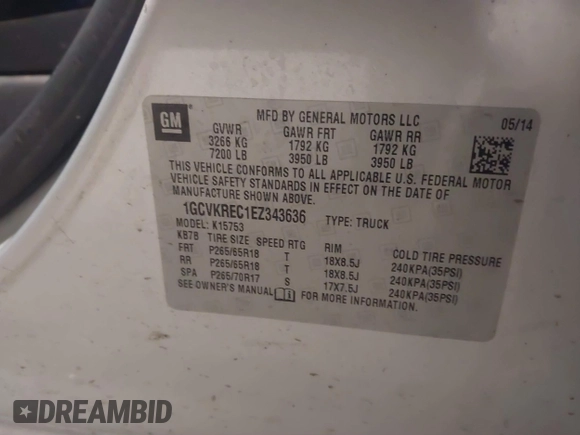 GM
MFD BY GENERAL MOTORS LLC
05/14
GVWR GAWR FRT GAWR RR
3266 KG 1792 KG 1792 KG
7200 LB 3950 LB 3950 LB
THIS VEHICLE CONFORMS TO ALL APPLICABLE U.S. FEDERAL MOTOR
VEHICLE SAFETY STANDARDS IN EFFECT ON THE DATE OF
MANUFACTURE SHOWN ABOVE.
1GCVKREC1EZ343636 TYPE: TRUCK
MODEL: K15753
KB7B TIRE SIZE SPEED RTG RIM COLD TIRE PRESSURE
FRT P265/65R18 T 18X8.5J 240KPA(35PSI)
RR P265/65R18 T 18X8.5J 240KPA(35PSI)
SPA P265/70R17 S 17X7.5J 240KPA(35PSI)
SEE OWNER'S MANUAL FOR MORE INFORMATION.
DREAMBID